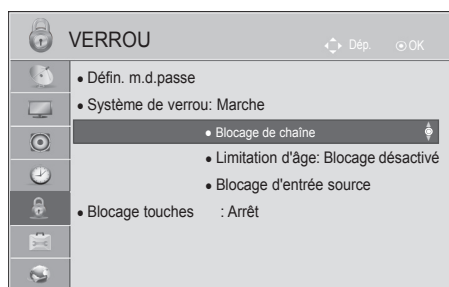 VERROU
Dép. OK
• Défin. m.d.passe
• Système de verrou: Marche
• Blocage de chaîne
• Limitation d'âge: Blocage désactivé
• Blocage d'entrée source
• Blocage touches : Arrêt